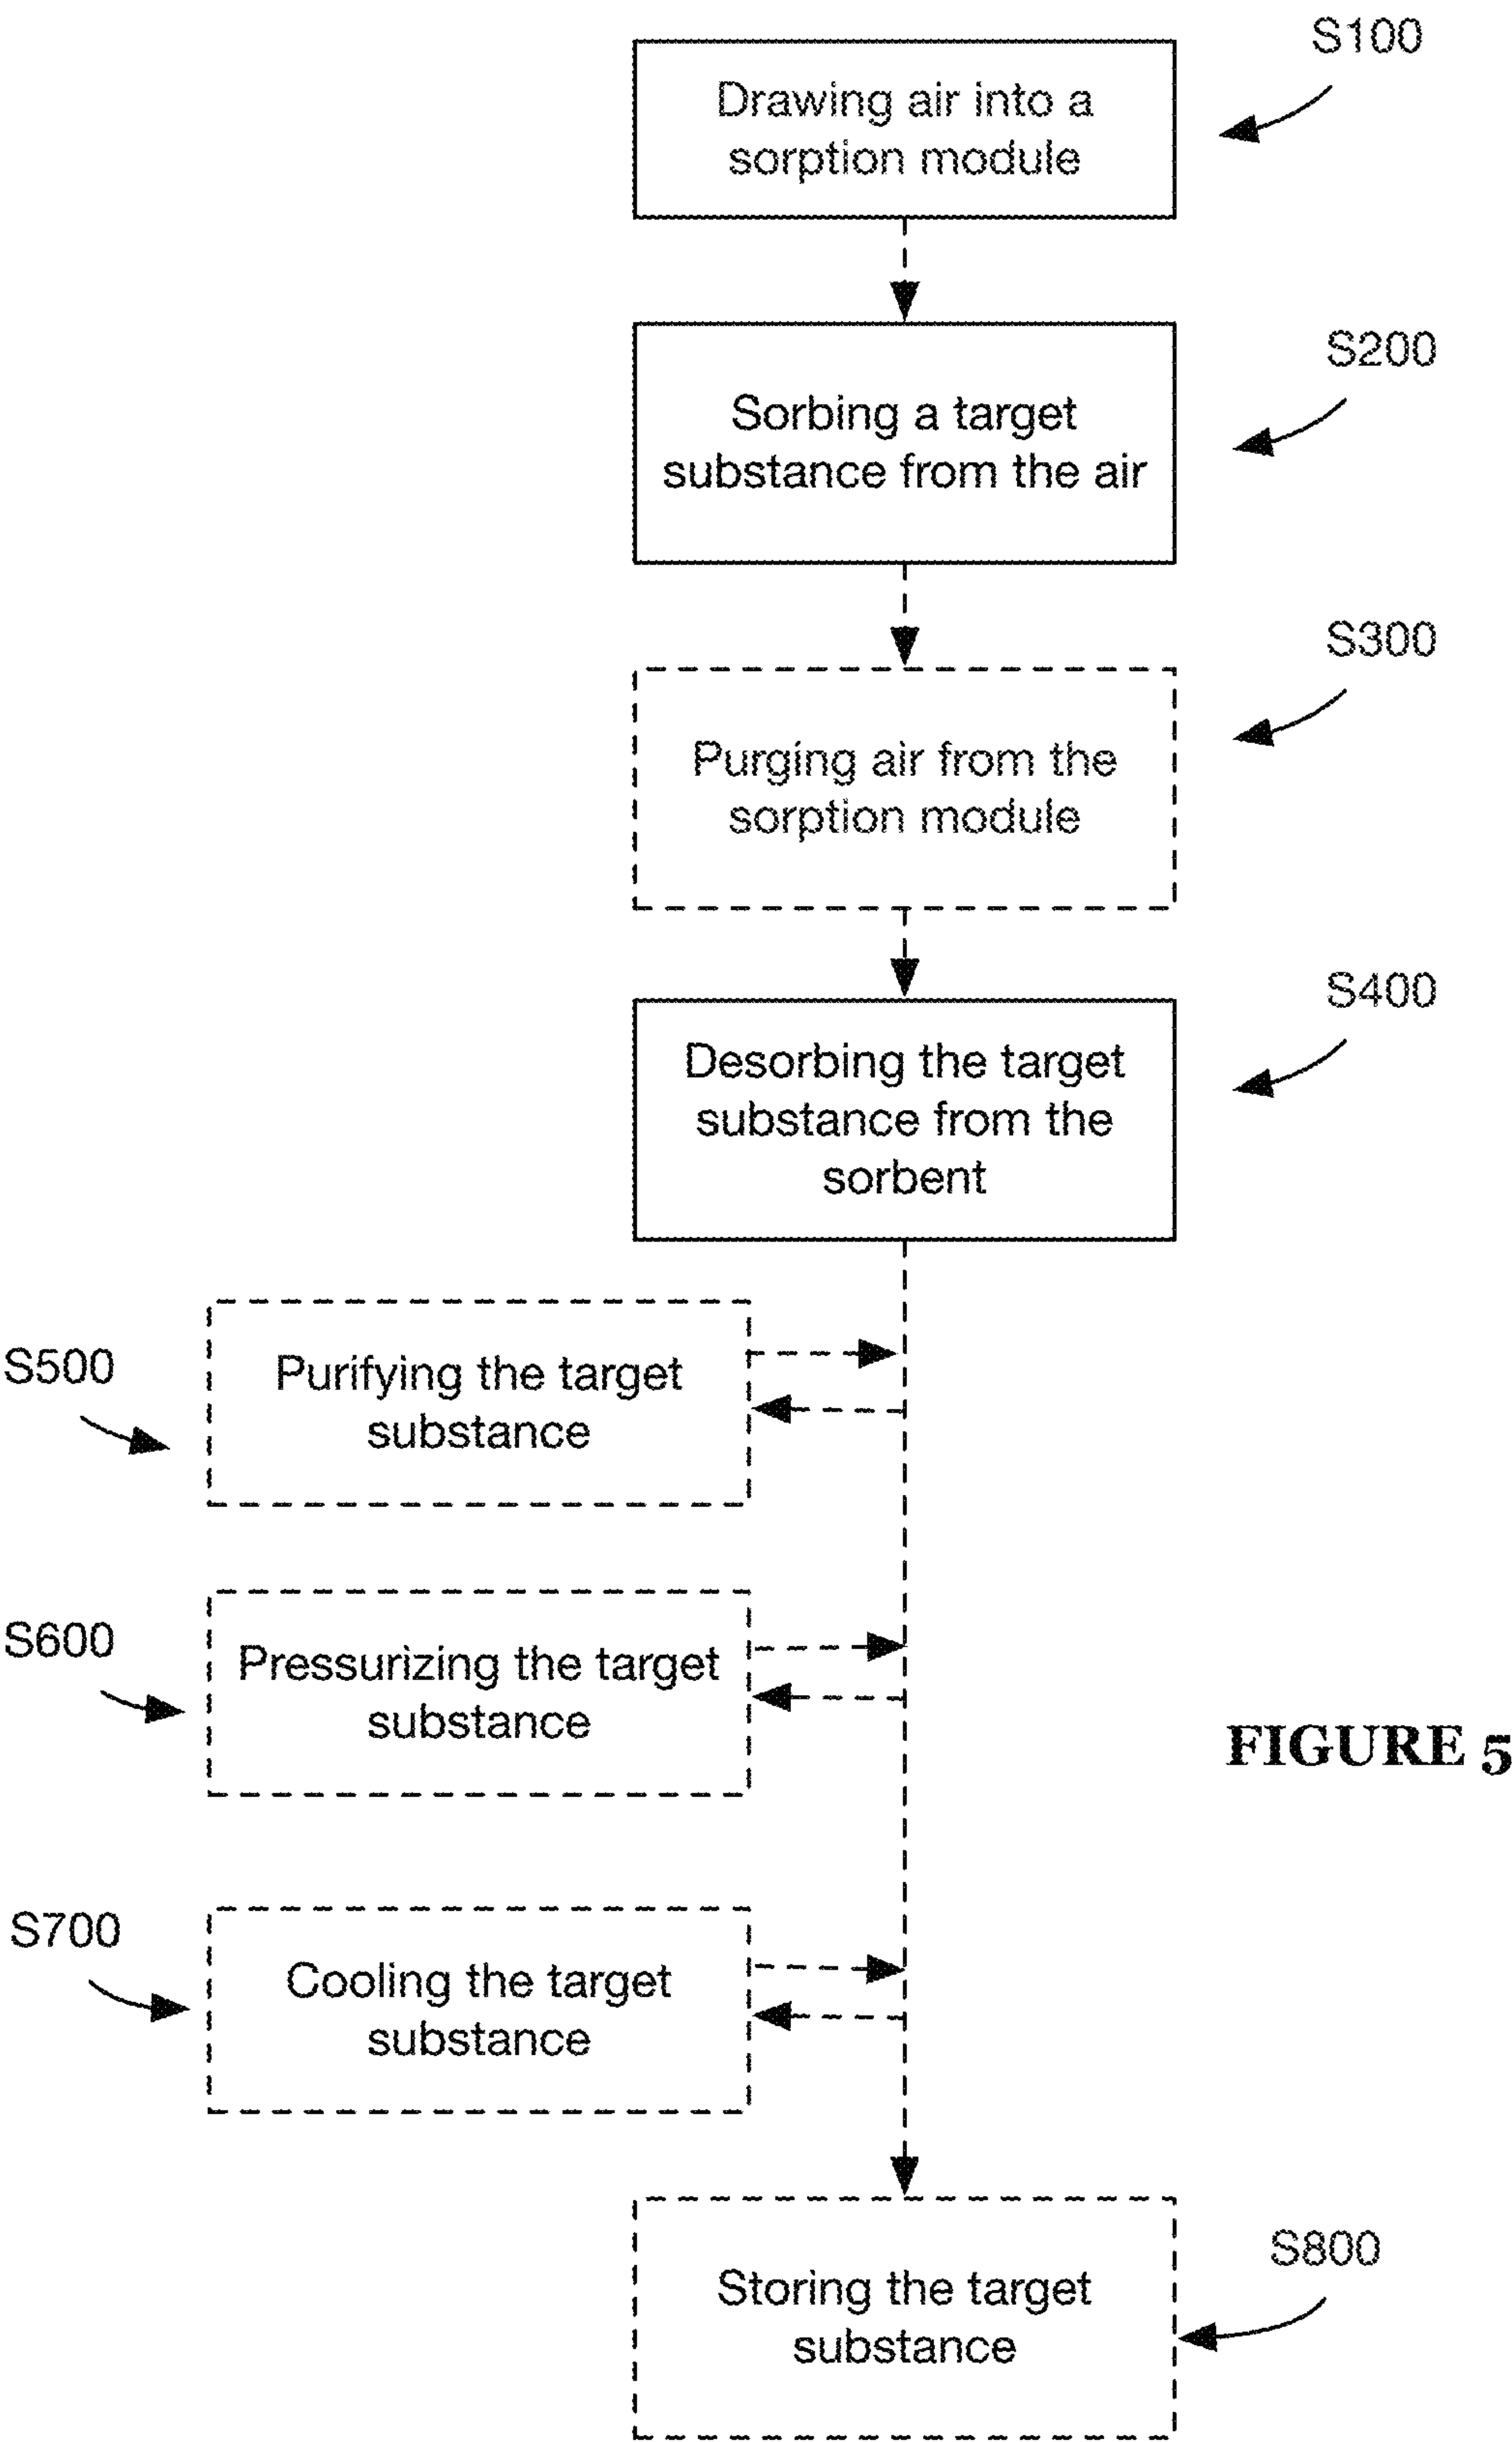 S100
Drawing air into a
sorption module
S200
Sorbing a target
substance from the air
S300
Purging air from the
sorption module
S400
Desorbing the target
substance from the
sorbent
S500
Purifying the target
substance
S600
Pressurizing the target
substance
FIGURE 5
S700
Cooling the target
substance
S800
Storing the target
substance